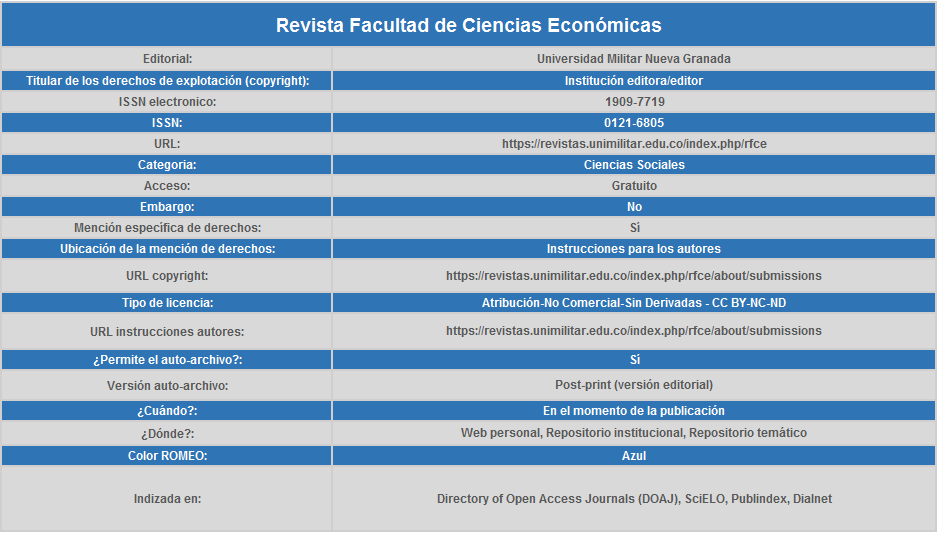 Revista Facultad de Ciencias Económicas
Editorial: Universidad Militar Nueva Granada
Titular de los derechos de explotación (copyright): Institución editora/editor
ISSN electronico: 1909-7719
ISSN: 0121-6805
URL: https://revistas.unimilitar.edu.co/index.php/rfce
Categoria: Ciencias Sociales
Acceso: Gratuito
Embargo: No
Mención específica de derechos: Sì
Ubicación de la mención de derechos: Instrucciones para los autores
URL copyright: https://revistas.unimilitar.edu.co/index.php/rfce/about/submissions
Tipo de licencia: Atribución-No Comercial-Sin Derivadas - CC BY-NC-ND
URL instrucciones autores: https://revistas.unimilitar.edu.co/index.php/rfce/about/submissions
¿Permite el auto-archivo?: Sì
Versión auto-archivo: Post-print (versión editorial)
¿Cuándo?: En el momento de la publicación
¿Dónde?: Web personal, Repositorio institucional, Repositorio temático
Color ROMEO: Azul
Indizada en: Directory of Open Access Journals (DOAJ), SciELO, Publindex, Dialnet